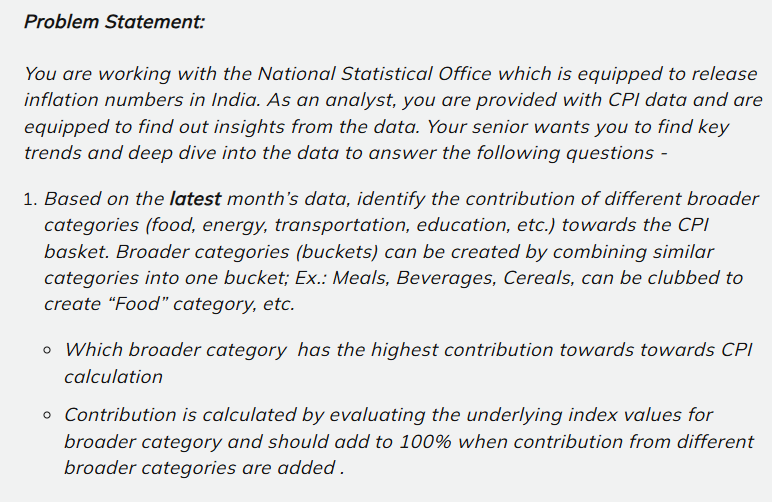 Problem Statement:
You are working with the National Statistical Office which is equipped to release
inflation numbers in India. As an analyst, you are provided with CPI data and are
equipped to find out insights from the data. Your senior wants you to find key
trends and deep dive into the data to answer the following questions -
1. Based on the latest month's data, identify the contribution of different broader
categories (food, energy, transportation, education, etc.) towards the CPI
basket. Broader categories (buckets) can be created by combining similar
categories into one bucket; Ex.: Meals, Beverages, Cereals, can be clubbed to
create “Food” category, etc.
○ Which broader category has the highest contribution towards towards CPI
calculation
○ Contribution is calculated by evaluating the underlying index values for
broader category and should add to 100% when contribution from different
broader categories are added .